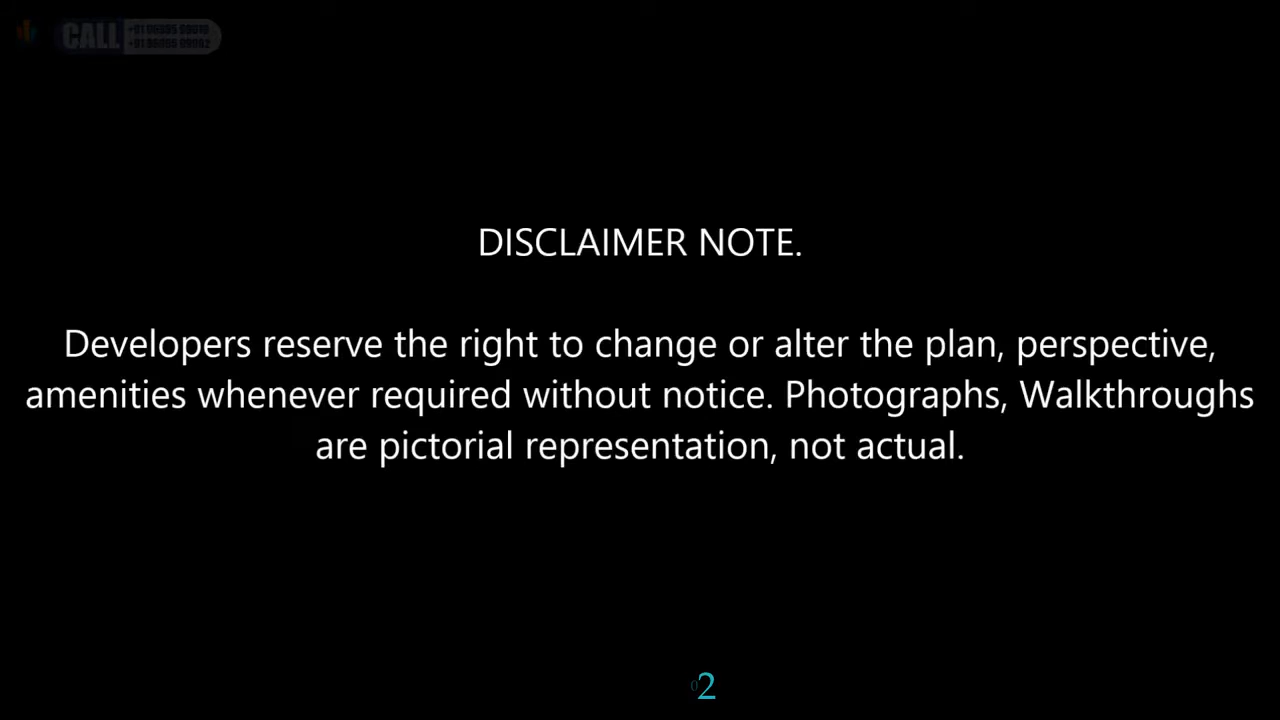 CALL
DISCLAIMER NOTE.
Developers reserve the right to change or alter the plan, perspective,
amenities whenever required without notice. Photographs, Walkthroughs
are pictorial representation, not actual.
2